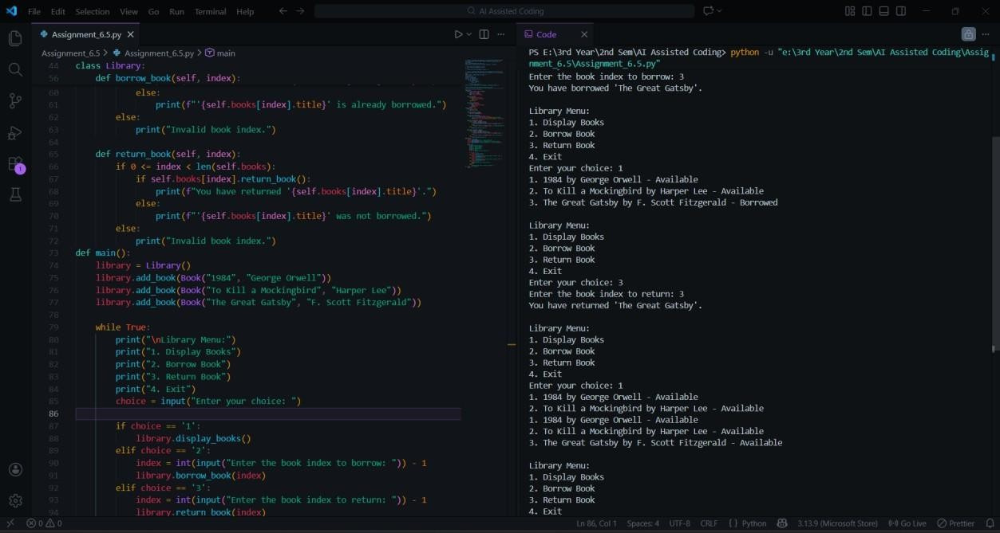 File Edit Selection View Go Run Terminal Help
AI Assisted Coding
Assignment_6.5.py
Code
Assignment_6.5 > Assignment_6.5.py > main
44 class Library:
56 def borrow_book(self, index):
60 else:
61 print(f"'{self.books[index].title}' is already borrowed.")
62 else:
63 print("Invalid book index.")
64
65 def return_book(self, index):
66 if 0 <= index < len(self.books):
67 if self.books[index].return_book():
68 print(f"You have returned '{self.books[index].title}'.")
69 else:
70 print(f"'{self.books[index].title}' was not borrowed.")
71 else:
72 print("Invalid book index.")
73 def main():
74 library = Library()
75 library.add_book(Book("1984", "George Orwell"))
76 library.add_book(Book("To Kill a Mockingbird", "Harper Lee"))
77 library.add_book(Book("The Great Gatsby", "F. Scott Fitzgerald"))
78
79 while True:
80 print("\nLibrary Menu:")
81 print("1. Display Books")
82 print("2. Borrow Book")
83 print("3. Return Book")
84 print("4. Exit")
85 choice = input("Enter your choice: ")
86
87 if choice == '1':
88 library.display_books()
89 elif choice == '2':
90 index = int(input("Enter the book index to borrow: ")) - 1
91 library.borrow_book(index)
92 elif choice == '3':
93 index = int(input("Enter the book index to return: ")) - 1
94 library.return_book(index)
PS E:\3rd Year\2nd Sem\AI Assisted Coding> python -u "e:\3rd Year\2nd Sem\AI Assisted Coding\Assig
nment_6.5\Assignment_6.5.py"
Enter the book index to borrow: 3
You have borrowed 'The Great Gatsby'.
Library Menu:
1. Display Books
2. Borrow Book
3. Return Book
4. Exit
Enter your choice: 1
1. 1984 by George Orwell - Available
2. To Kill a Mockingbird by Harper Lee - Available
3. The Great Gatsby by F. Scott Fitzgerald - Borrowed
Library Menu:
1. Display Books
2. Borrow Book
3. Return Book
4. Exit
Enter your choice: 3
Enter the book index to return: 3
You have returned 'The Great Gatsby'.
Library Menu:
1. Display Books
2. Borrow Book
3. Return Book
4. Exit
Enter your choice: 1
1. 1984 by George Orwell - Available
2. To Kill a Mockingbird by Harper Lee - Available
1. 1984 by George Orwell - Available
2. To Kill a Mockingbird by Harper Lee - Available
3. The Great Gatsby by F. Scott Fitzgerald - Available
Library Menu:
1. Display Books
2. Borrow Book
3. Return Book
4. Exit
1
0 0
Ln 86, Col 1 Spaces: 4 UTF-8 CRLF { } Python 3.13.9 (Microsoft Store) Go Live Prettier